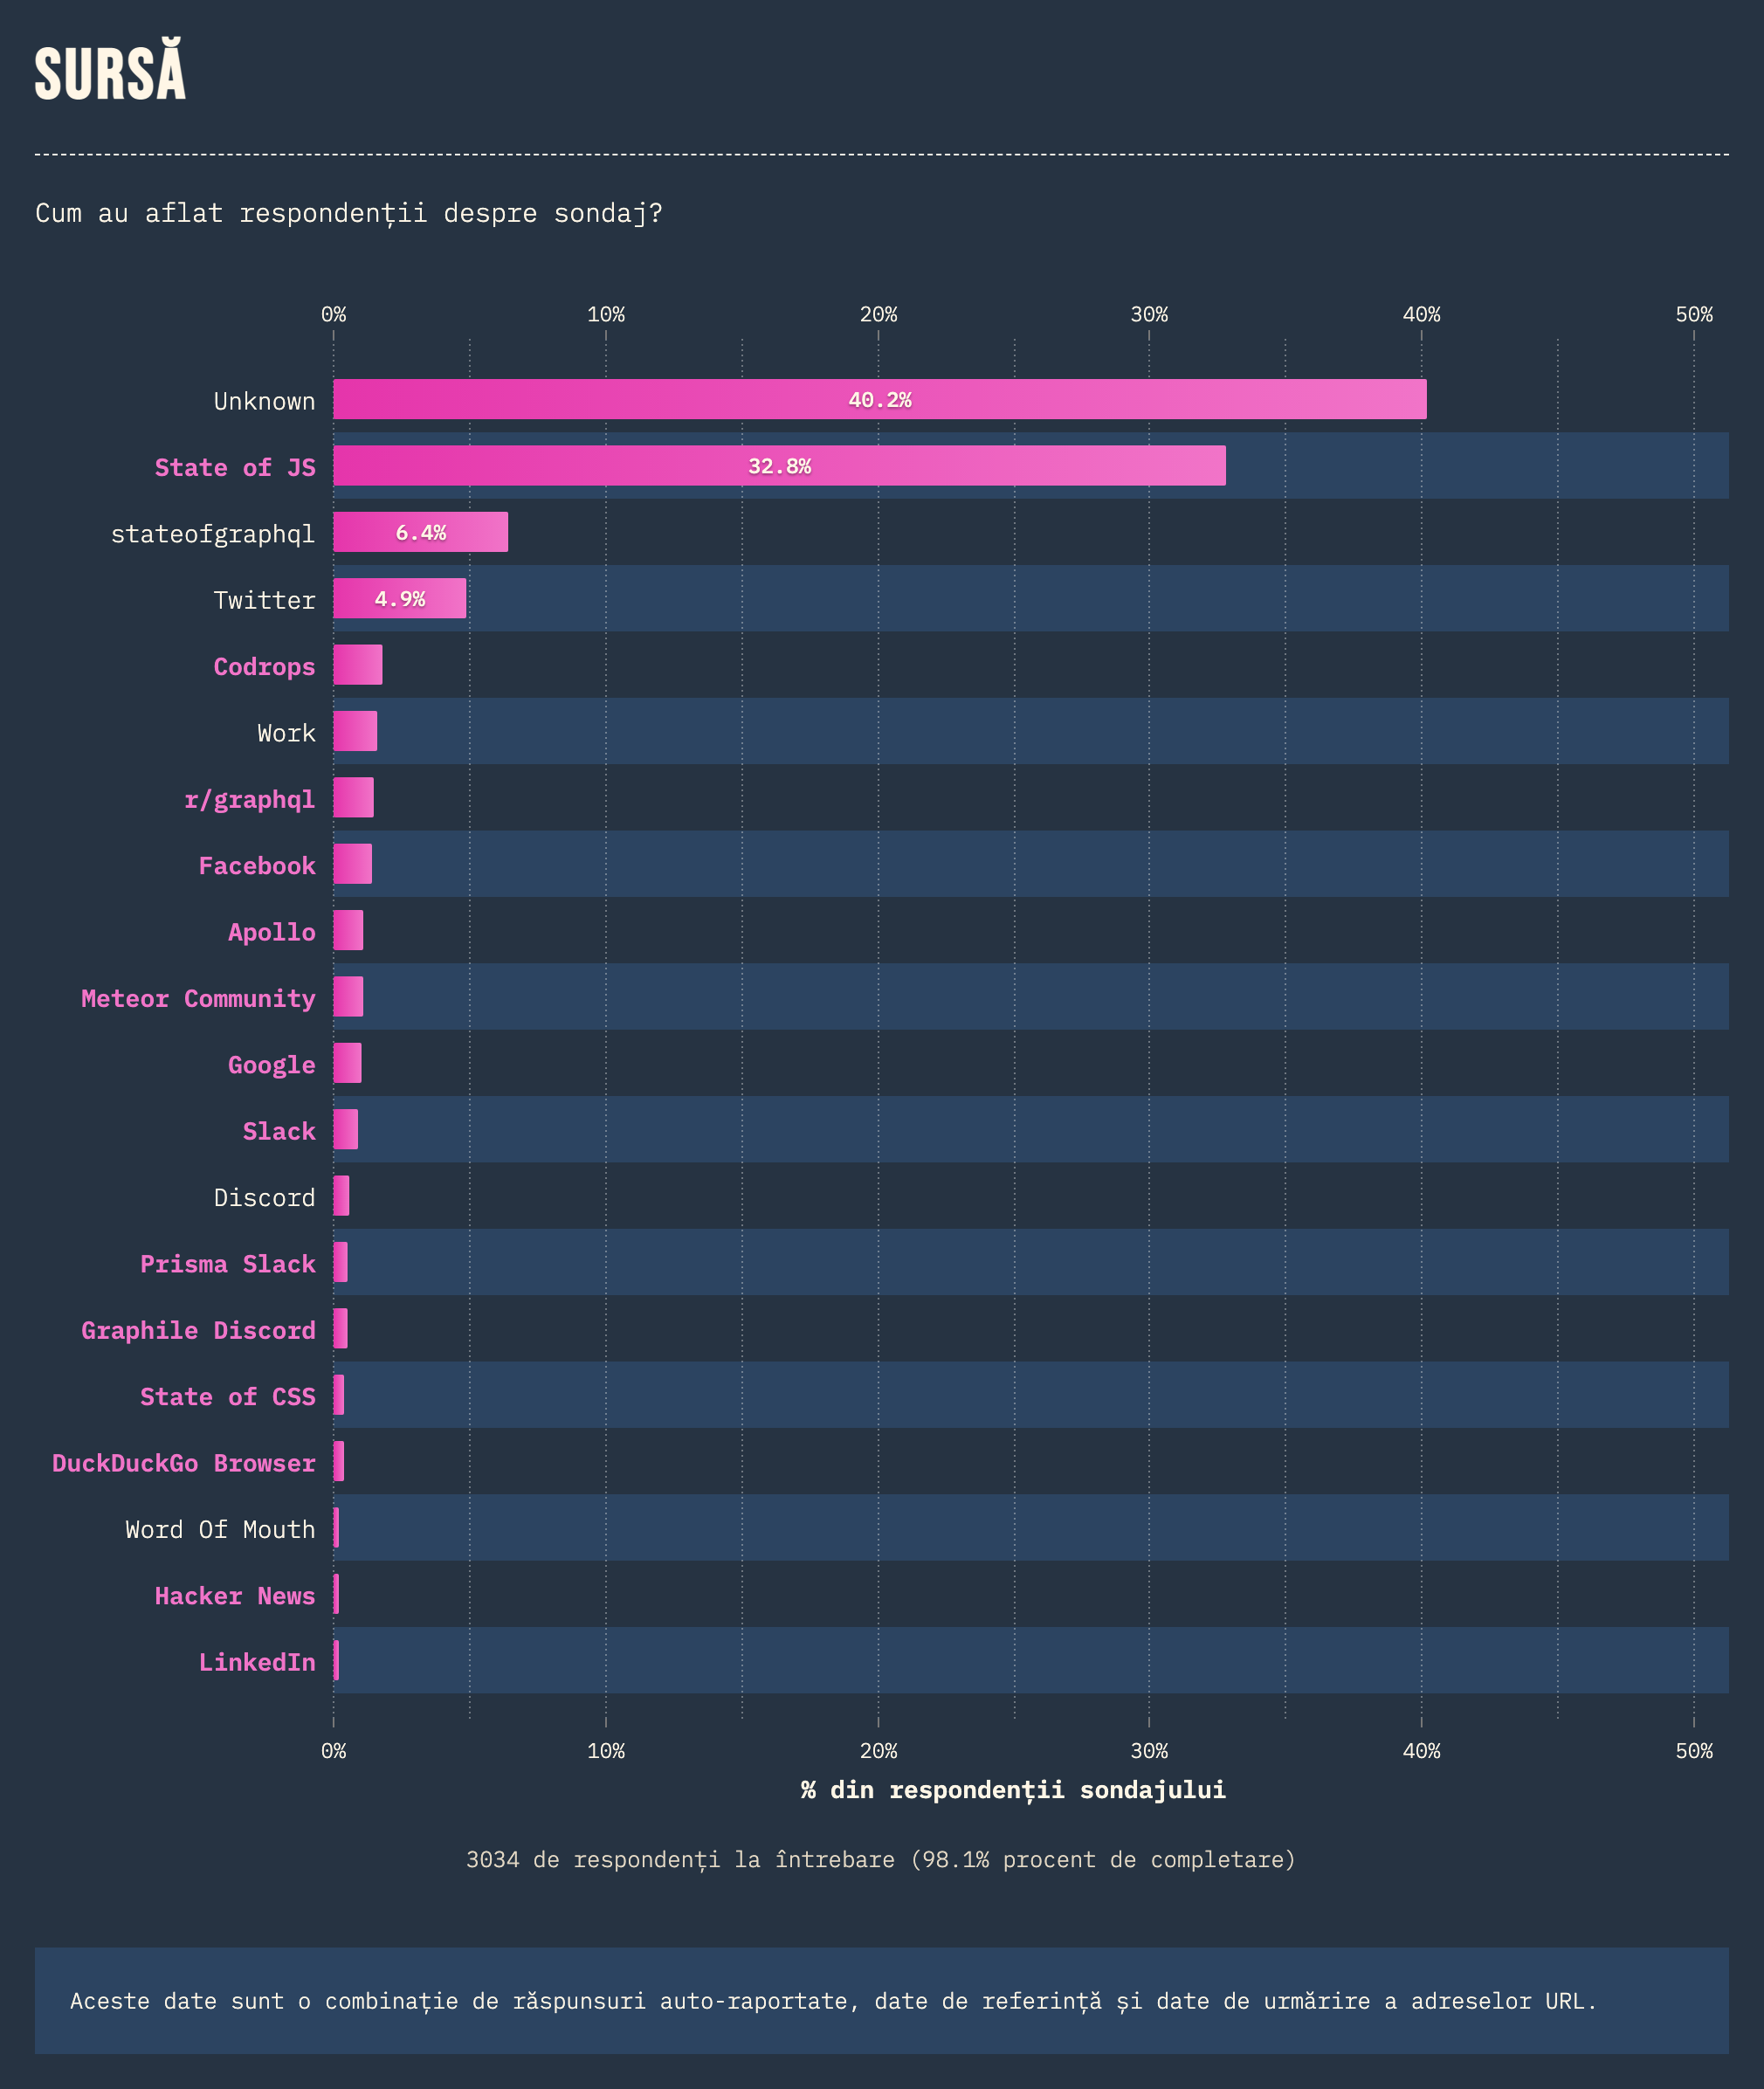 SURSĂ
Cum au aflat respondenții despre sondaj?
0% 10% 20% 30% 40% 50%
Unknown 40.2%
State of JS 32.8%
stateofgraphql 6.4%
Twitter 4.9%
Codrops
Work
r/graphql
Facebook
Apollo
Meteor Community
Google
Slack
Discord
Prisma Slack
Graphile Discord
State of CSS
DuckDuckGo Browser
Word Of Mouth
Hacker News
LinkedIn
0% 10% 20% 30% 40% 50%
% din respondenții sondajului
3034 de respondenți la întrebare (98.1% procent de completare)
Aceste date sunt o combinație de răspunsuri auto-raportate, date de referință și date de urmărire a adreselor URL.